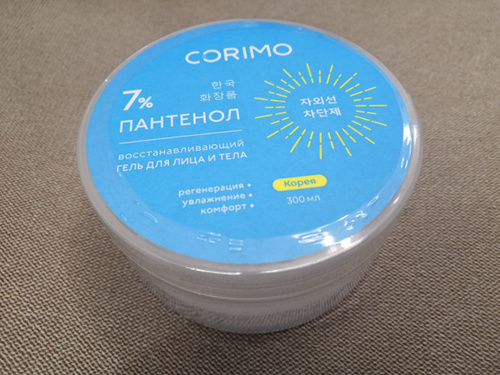 CORIMO
7%
한국
화장품
ПАНТЕНОЛ
восстанавливающий
ГЕЛЬ ДЛЯ ЛИЦА И ТЕЛА
자외선
차단제
регенерация •
увлажнение •
комфорт •
Корея
300 мл